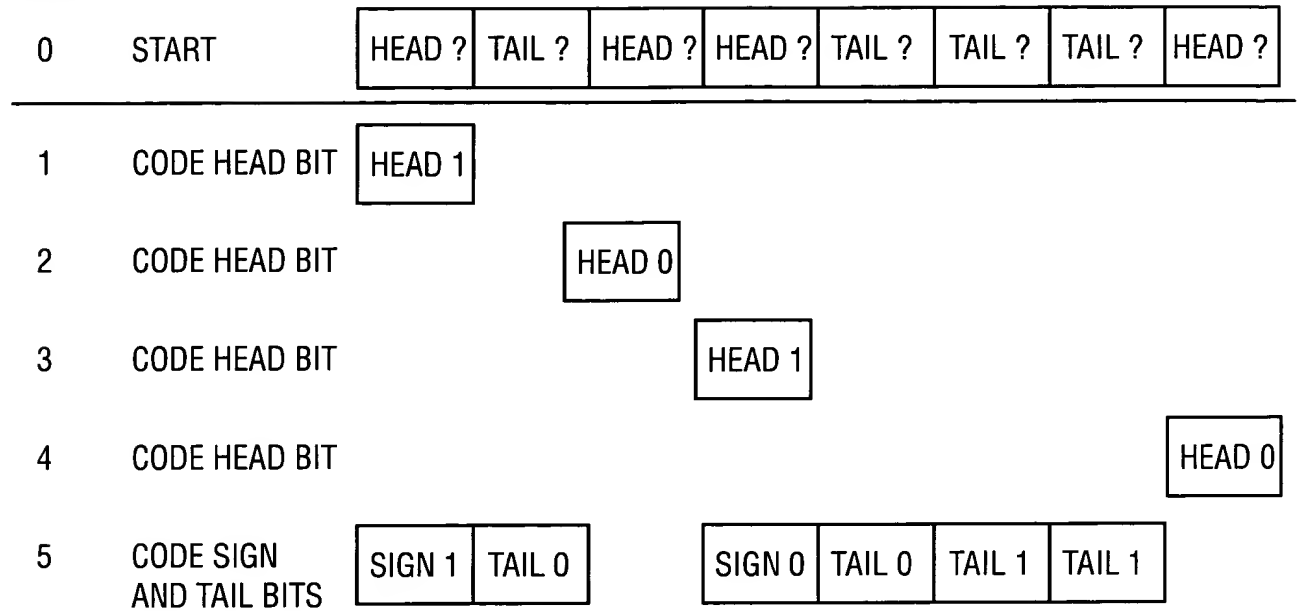 0 START HEAD ? TAIL ? HEAD ? HEAD ? TAIL ? TAIL ? TAIL ? HEAD ?
1 CODE HEAD BIT HEAD 1
2 CODE HEAD BIT HEAD 0
3 CODE HEAD BIT HEAD 1
4 CODE HEAD BIT HEAD 0
5 CODE SIGN SIGN 1 TAIL 0 SIGN 0 TAIL 0 TAIL 1 TAIL 1
AND TAIL BITS